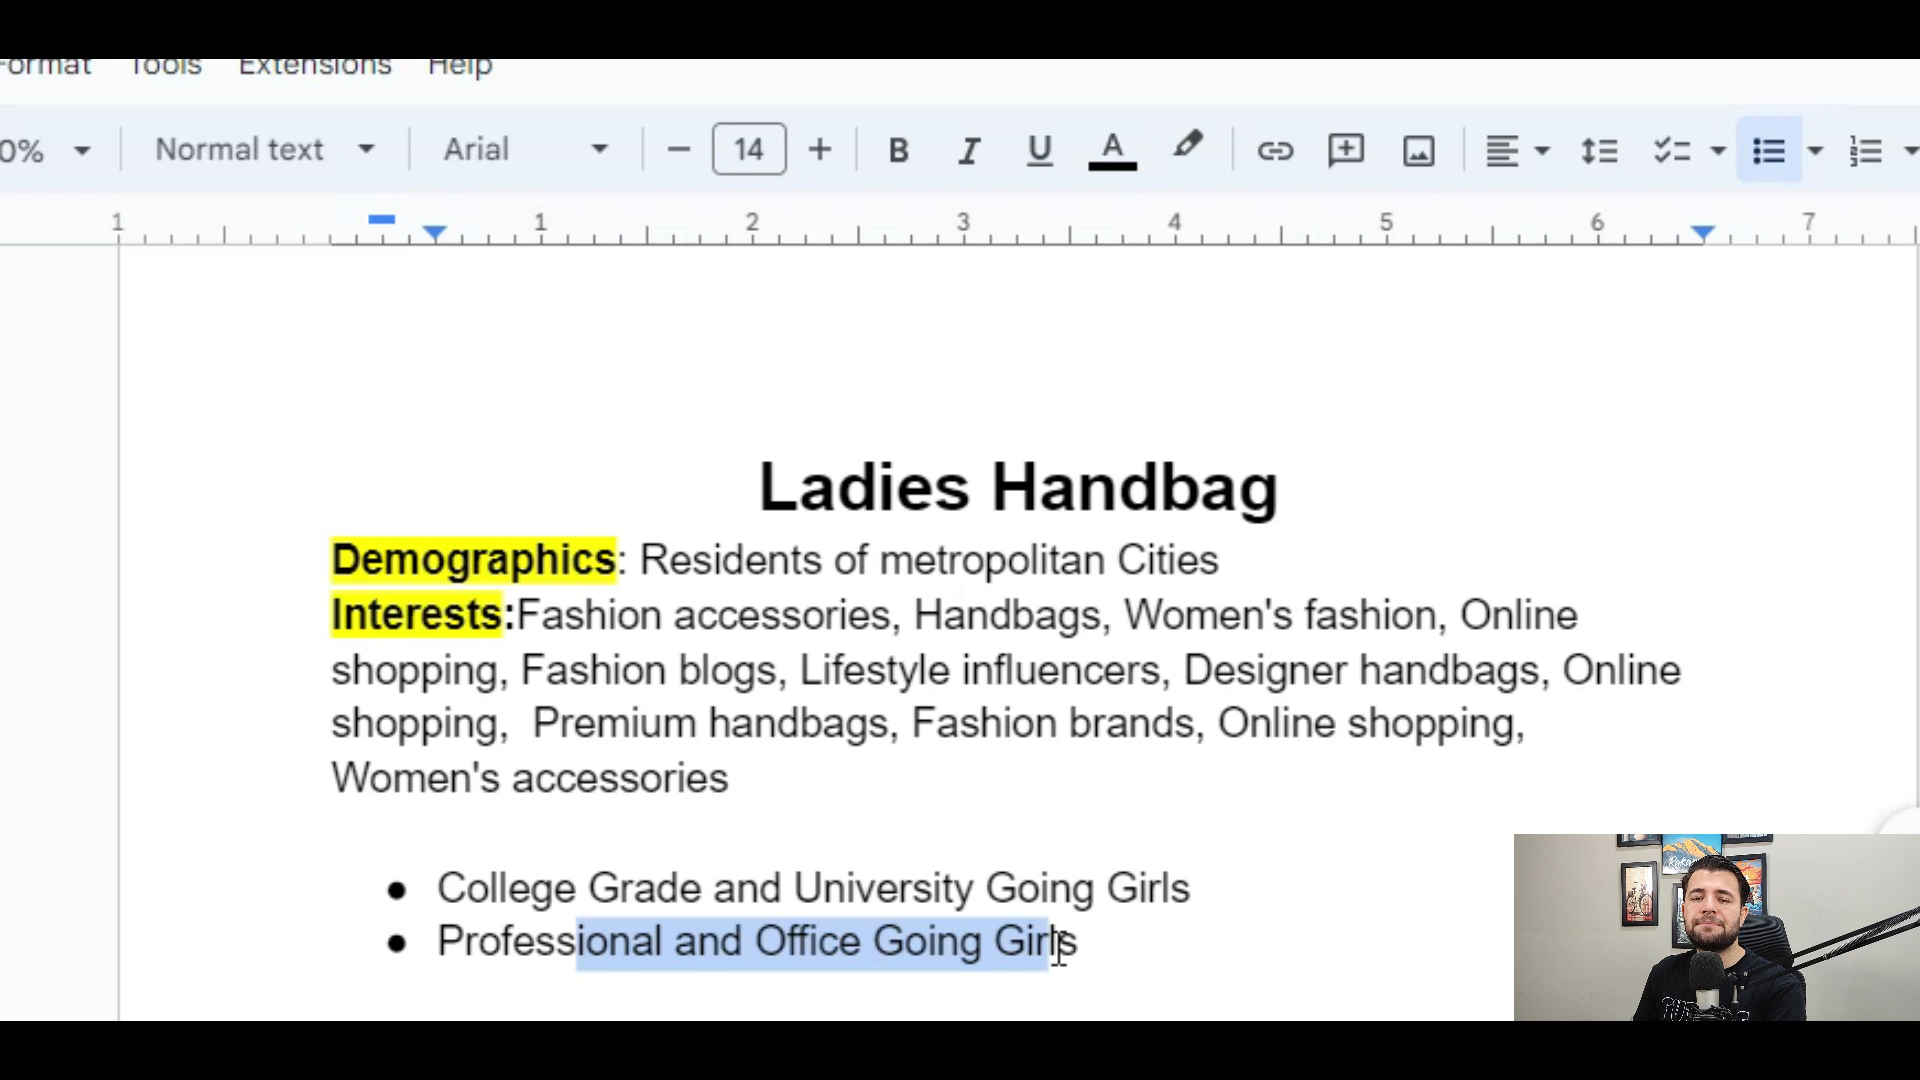 Format Tools Extensions Help
0% Normal text Arial 14 B I U A
1 1 2 3 4 5 6 7
Ladies Handbag
Demographics: Residents of metropolitan Cities
Interests:Fashion accessories, Handbags, Women's fashion, Online
shopping, Fashion blogs, Lifestyle influencers, Designer handbags, Online
shopping,  Premium handbags, Fashion brands, Online shopping,
Women's accessories
● College Grade and University Going Girls
● Professional and Office Going Girls